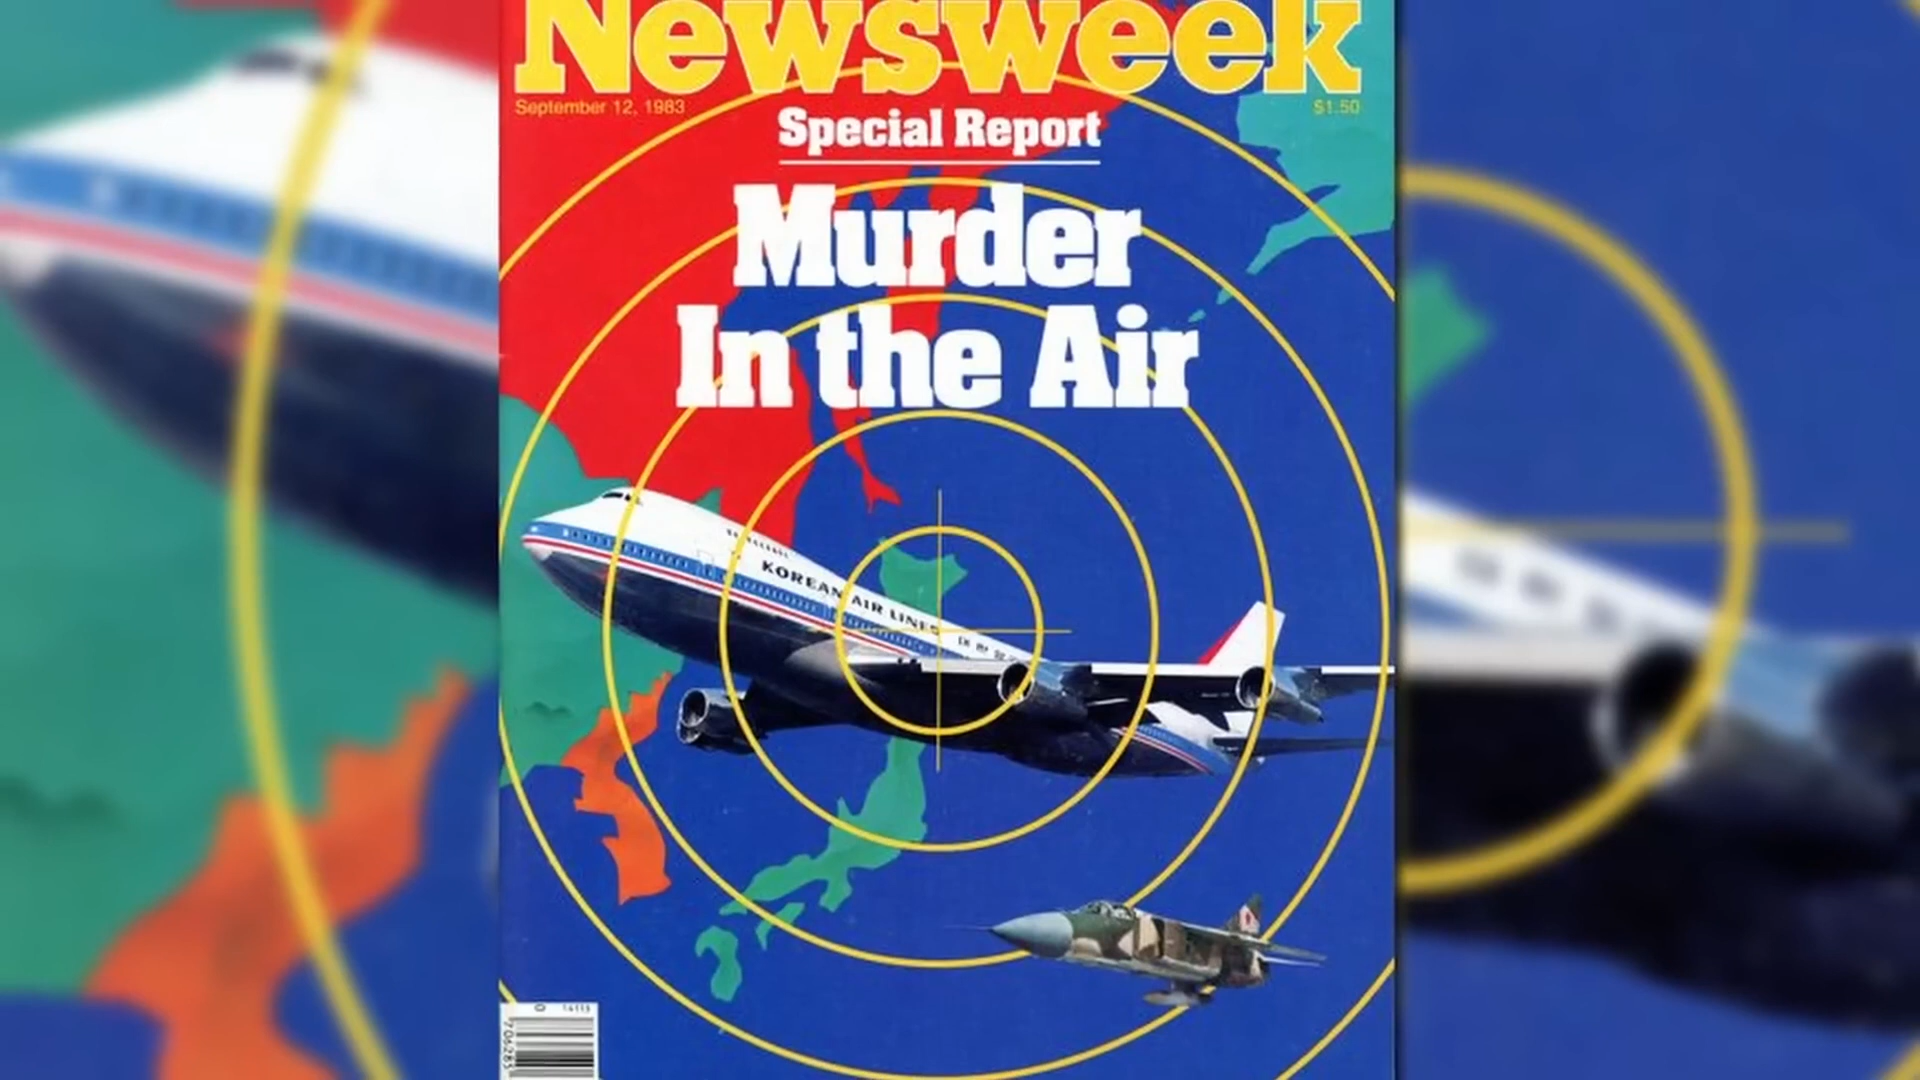 Newsweek
September 12, 1983
$1.50
Special Report
Murder
In the Air
KOREAN AIR LINES